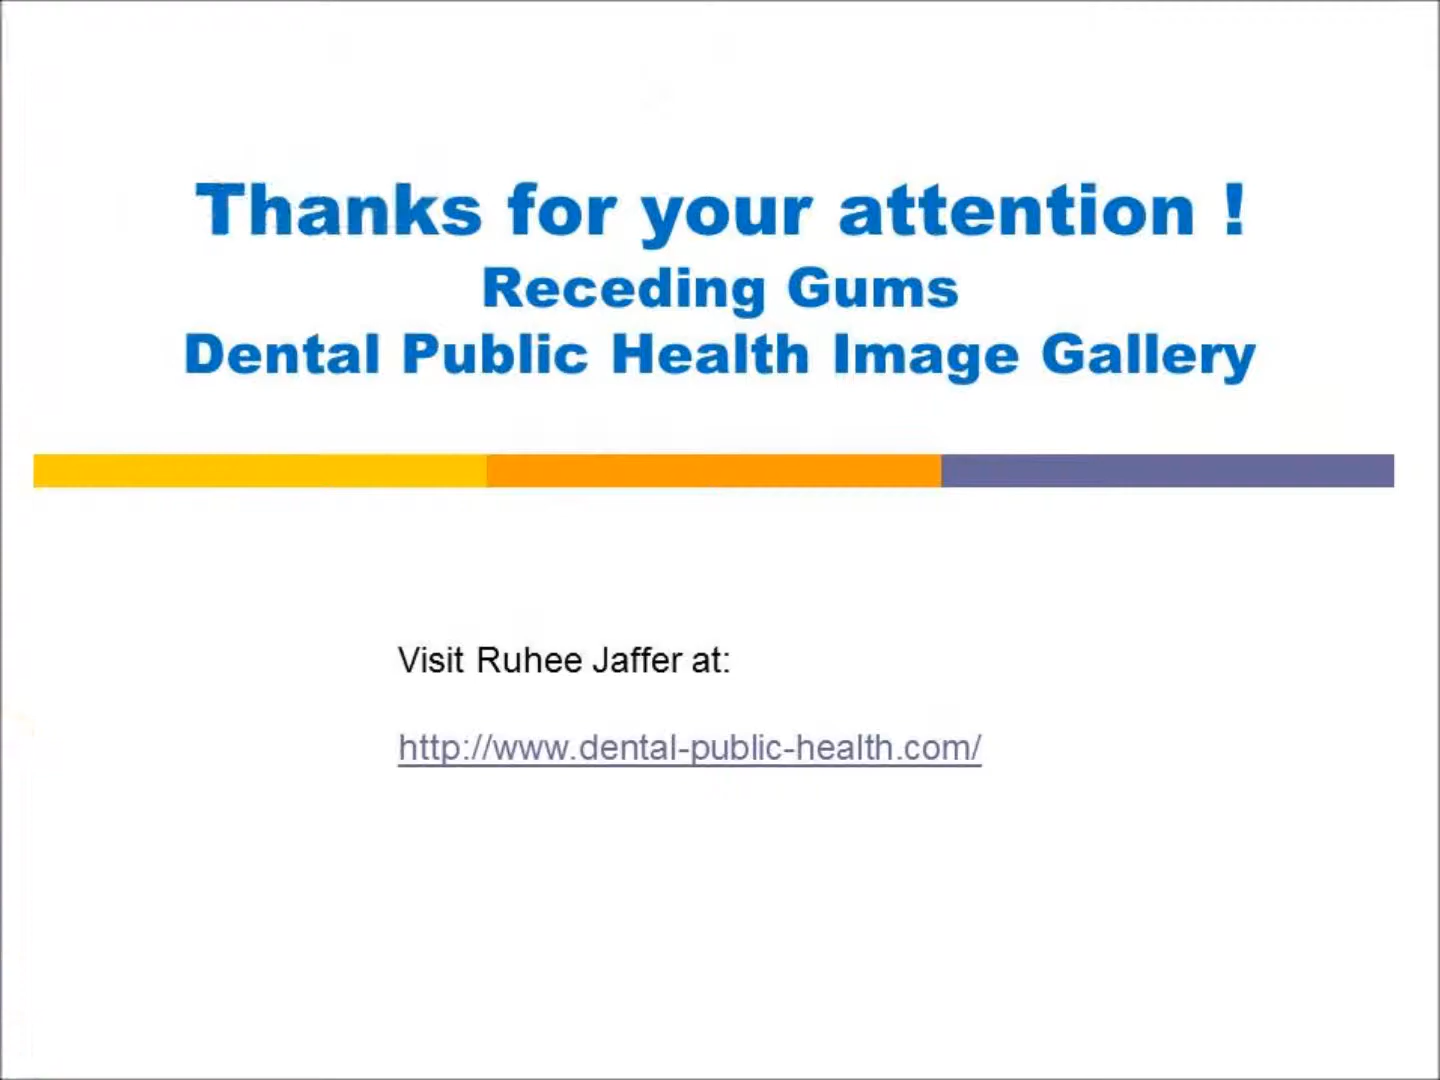 Thanks for your attention !
Receding Gums
Dental Public Health Image Gallery
Visit Ruhee Jaffer at:
http://www.dental-public-health.com/